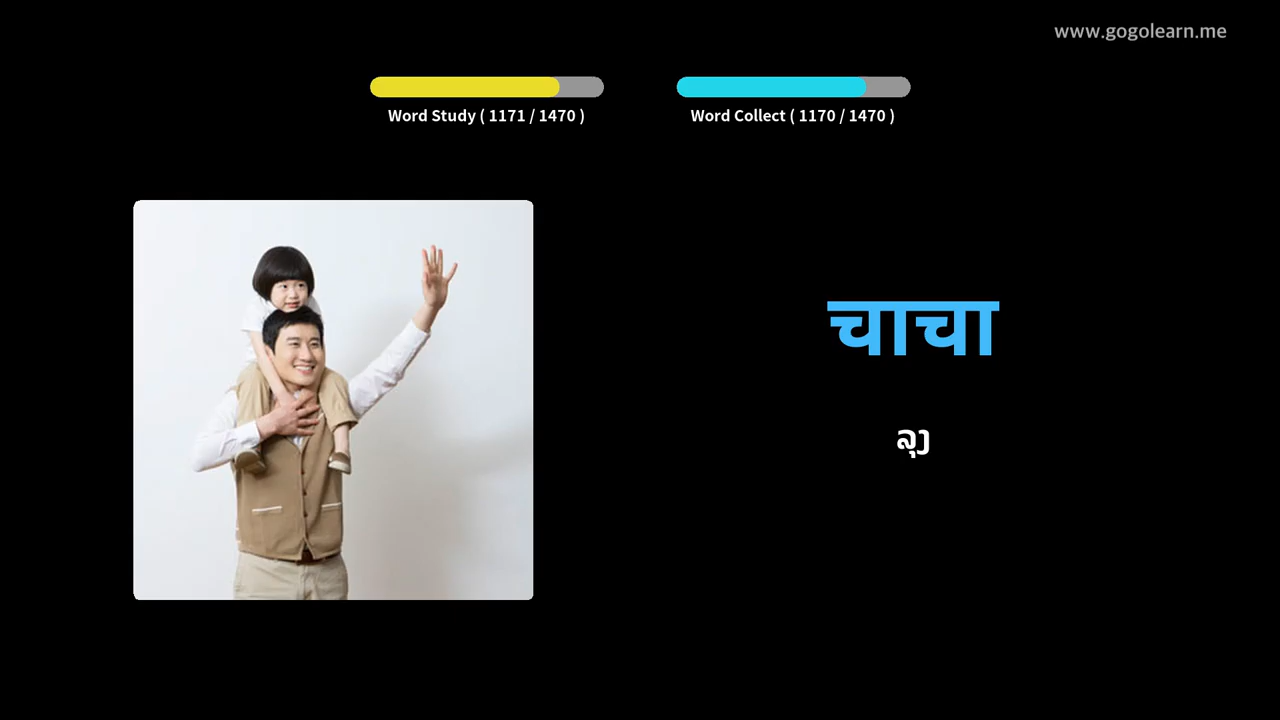 www.gogolearn.me
Word Study ( 1171 / 1470 )
Word Collect ( 1170 / 1470 )
चाचा
ລຸງ